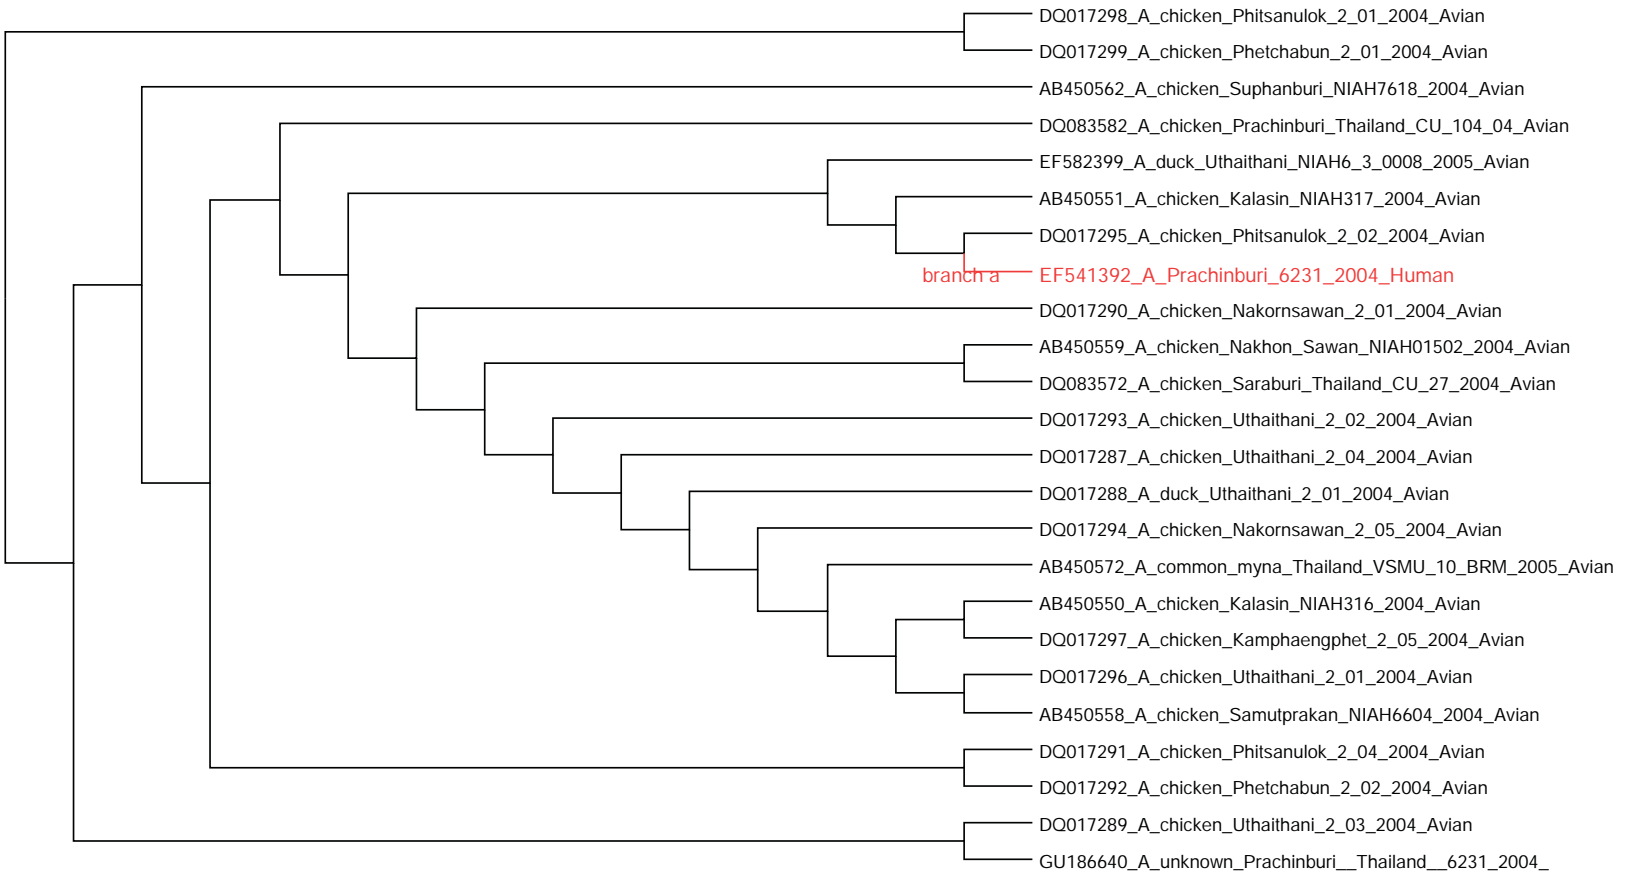 DQ017298_A_chicken_Phitsanulok_2_01_2004_Avian
DQ017299_A_chicken_Phetchabun_2_01_2004_Avian
AB450562_A_chicken_Suphanburi_NIAH7618_2004_Avian
DQ083582_A_chicken_Prachinburi_Thailand_CU_104_04_Avian
EF582399_A_duck_Uthaithani_NIAH6_3_0008_2005_Avian
AB450551_A_chicken_Kalasin_NIAH317_2004_Avian
DQ017295_A_chicken_Phitsanulok_2_02_2004_Avian
branch a EF541392_A_Prachinburi_6231_2004_Human
DQ017290_A_chicken_Nakornsawan_2_01_2004_Avian
AB450559_A_chicken_Nakhon_Sawan_NIAH01502_2004_Avian
DQ083572_A_chicken_Saraburi_Thailand_CU_27_2004_Avian
DQ017293_A_chicken_Uthaithani_2_02_2004_Avian
DQ017287_A_chicken_Uthaithani_2_04_2004_Avian
DQ017288_A_duck_Uthaithani_2_01_2004_Avian
DQ017294_A_chicken_Nakornsawan_2_05_2004_Avian
AB450572_A_common_myna_Thailand_VSMU_10_BRM_2005_Avian
AB450550_A_chicken_Kalasin_NIAH316_2004_Avian
DQ017297_A_chicken_Kamphaengphet_2_05_2004_Avian
DQ017296_A_chicken_Uthaithani_2_01_2004_Avian
AB450558_A_chicken_Samutprakan_NIAH6604_2004_Avian
DQ017291_A_chicken_Phitsanulok_2_04_2004_Avian
DQ017292_A_chicken_Phetchabun_2_02_2004_Avian
DQ017289_A_chicken_Uthaithani_2_03_2004_Avian
GU186640_A_unknown_Prachinburi__Thailand__6231_2004_